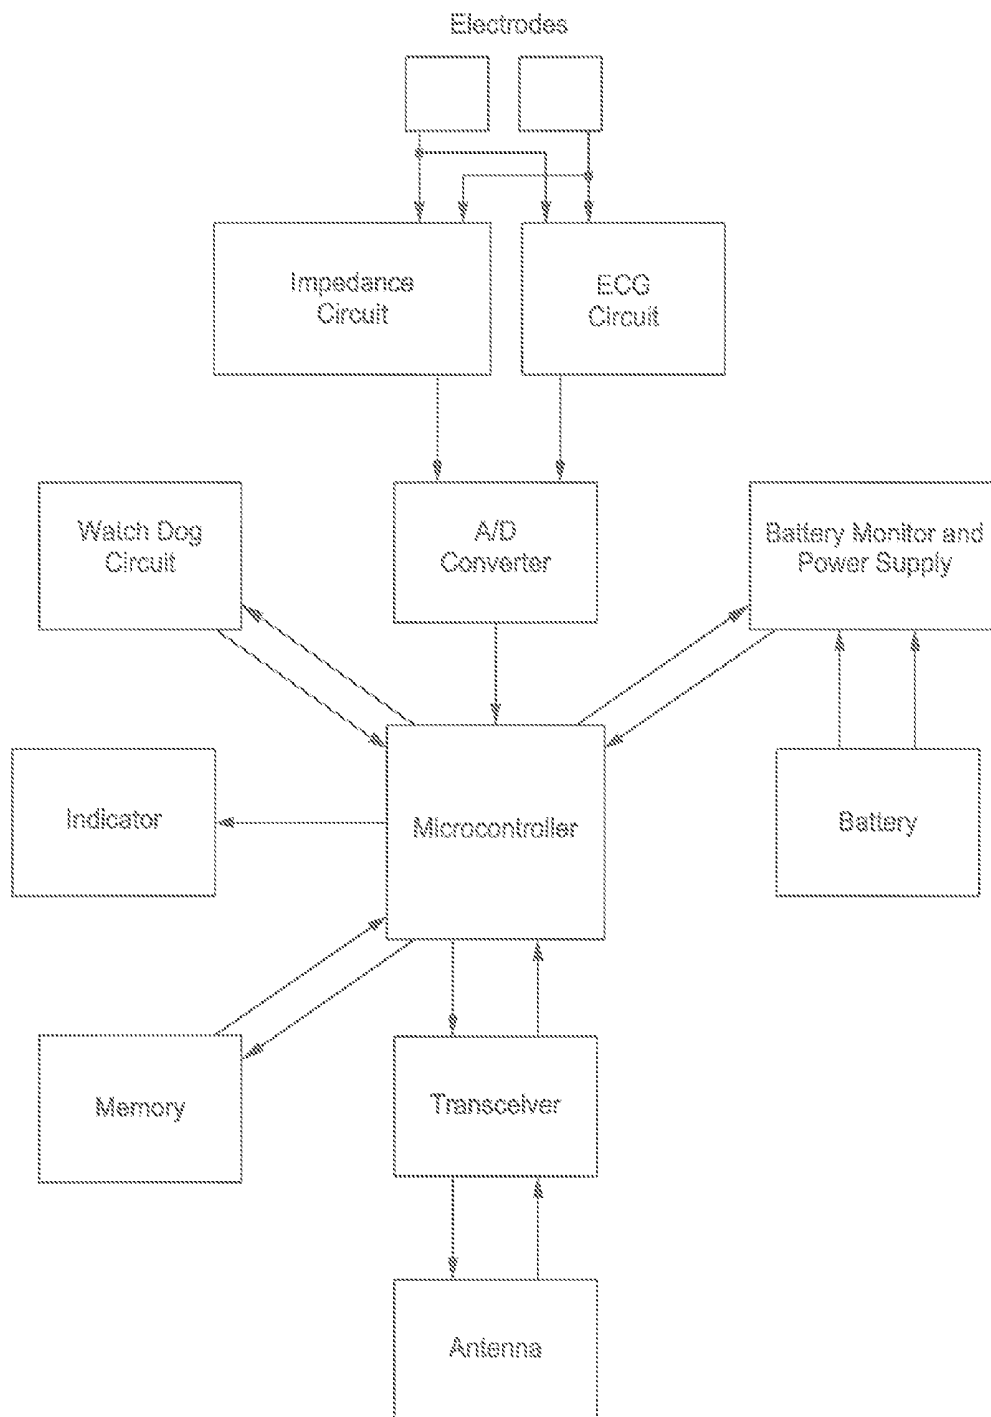 Electrodes
Impedance
Circuit
ECG
Circuit
Watch Dog
Circuit
A/D
Converter
Battery Monitor and
Power Supply
Indicator
Microcontroller
Battery
Memory
Transceiver
Antenna